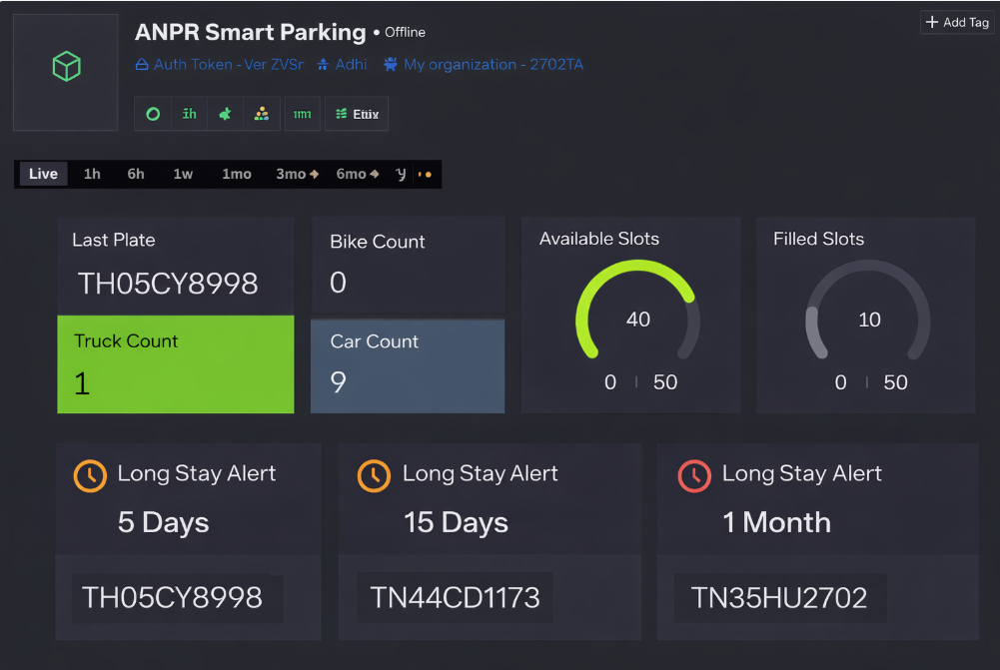 ANPR Smart Parking • Offline
+ Add Tag
Auth Token - Ver ZVSr Adhi My organization - 2702TA
Live 1h 6h 1w 1mo 3mo 6mo
Last Plate
TH05CY8998
Bike Count
0
Truck Count
1
Car Count
9
Available Slots
40
0 | 50
Filled Slots
10
0 | 50
Long Stay Alert
5 Days
TH05CY8998
Long Stay Alert
15 Days
TN44CD1173
Long Stay Alert
1 Month
TN35HU2702